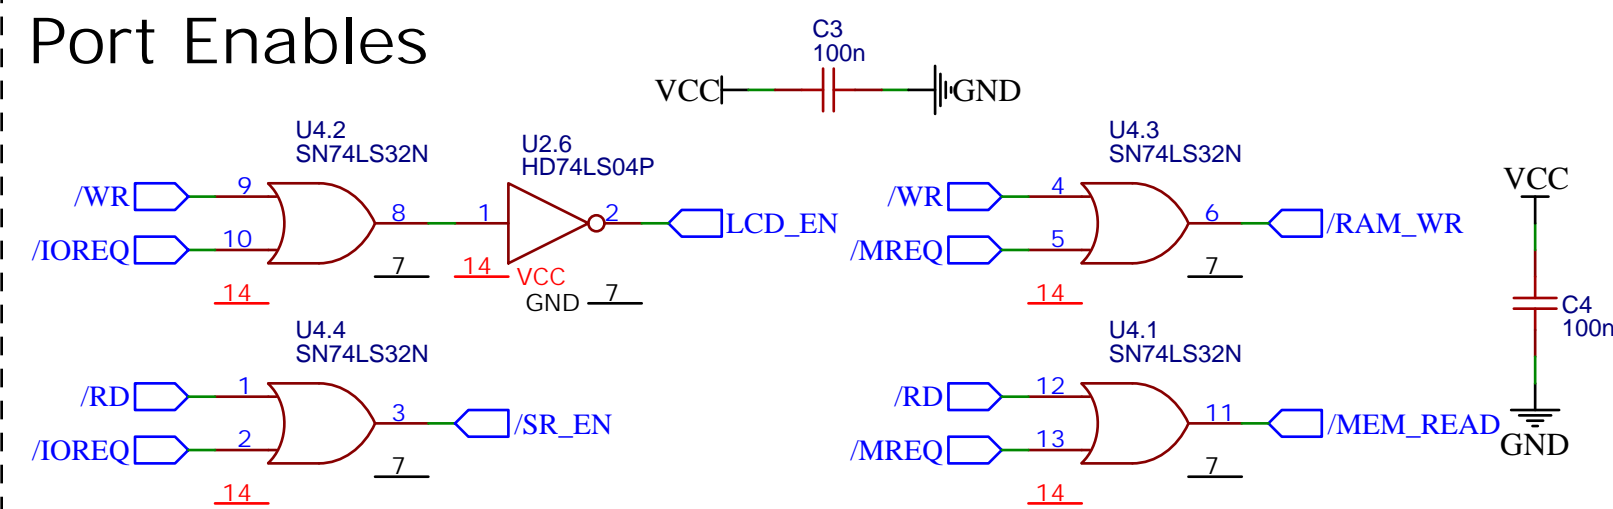 Port Enables
C3
100n
VCC
GND
U4.2
SN74LS32N
/WR
9
/IOREQ
10
8
7
14
U2.6
HD74LS04P
1
2
LCD_EN
14
VCC
GND
7
U4.3
SN74LS32N
/WR
4
/MREQ
5
6
/RAM_WR
7
14
VCC
C4
100n
GND
U4.4
SN74LS32N
/RD
1
/IOREQ
2
3
/SR_EN
7
14
U4.1
SN74LS32N
/RD
12
/MREQ
13
11
/MEM_READ
7
14